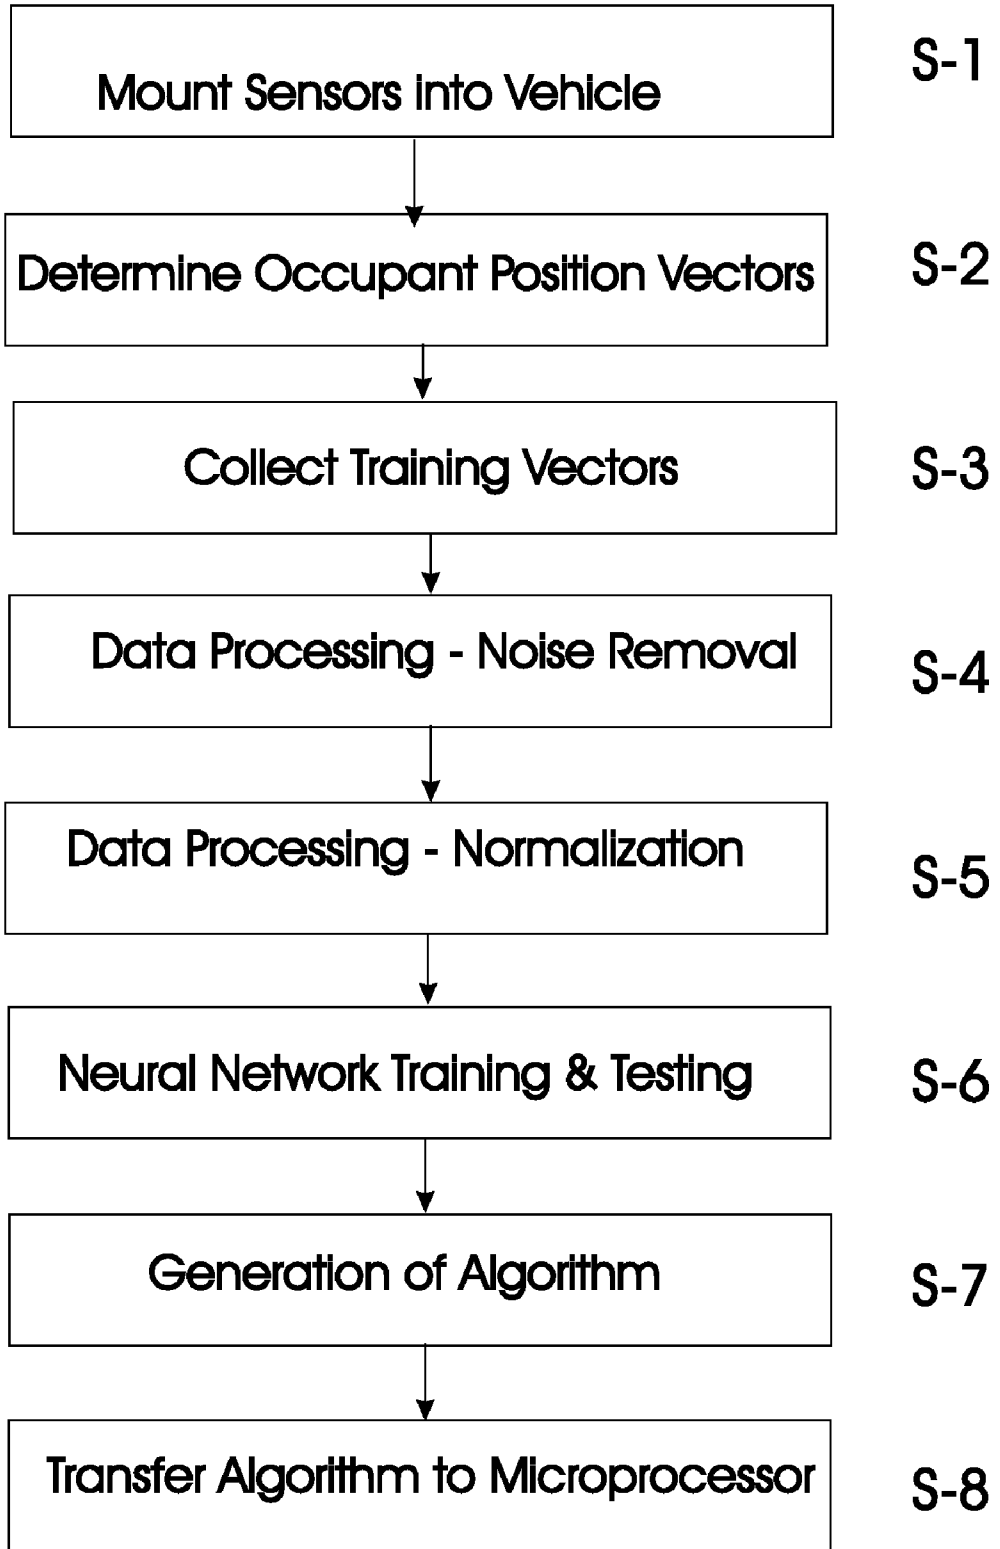 Mount Sensors into Vehicle
S-1
Determine Occupant Position Vectors
S-2
Collect Training Vectors
S-3
Data Processing - Noise Removal
S-4
Data Processing - Normalization
S-5
Neural Network Training & Testing
S-6
Generation of Algorithm
S-7
Transfer Algorithm to Microprocessor
S-8